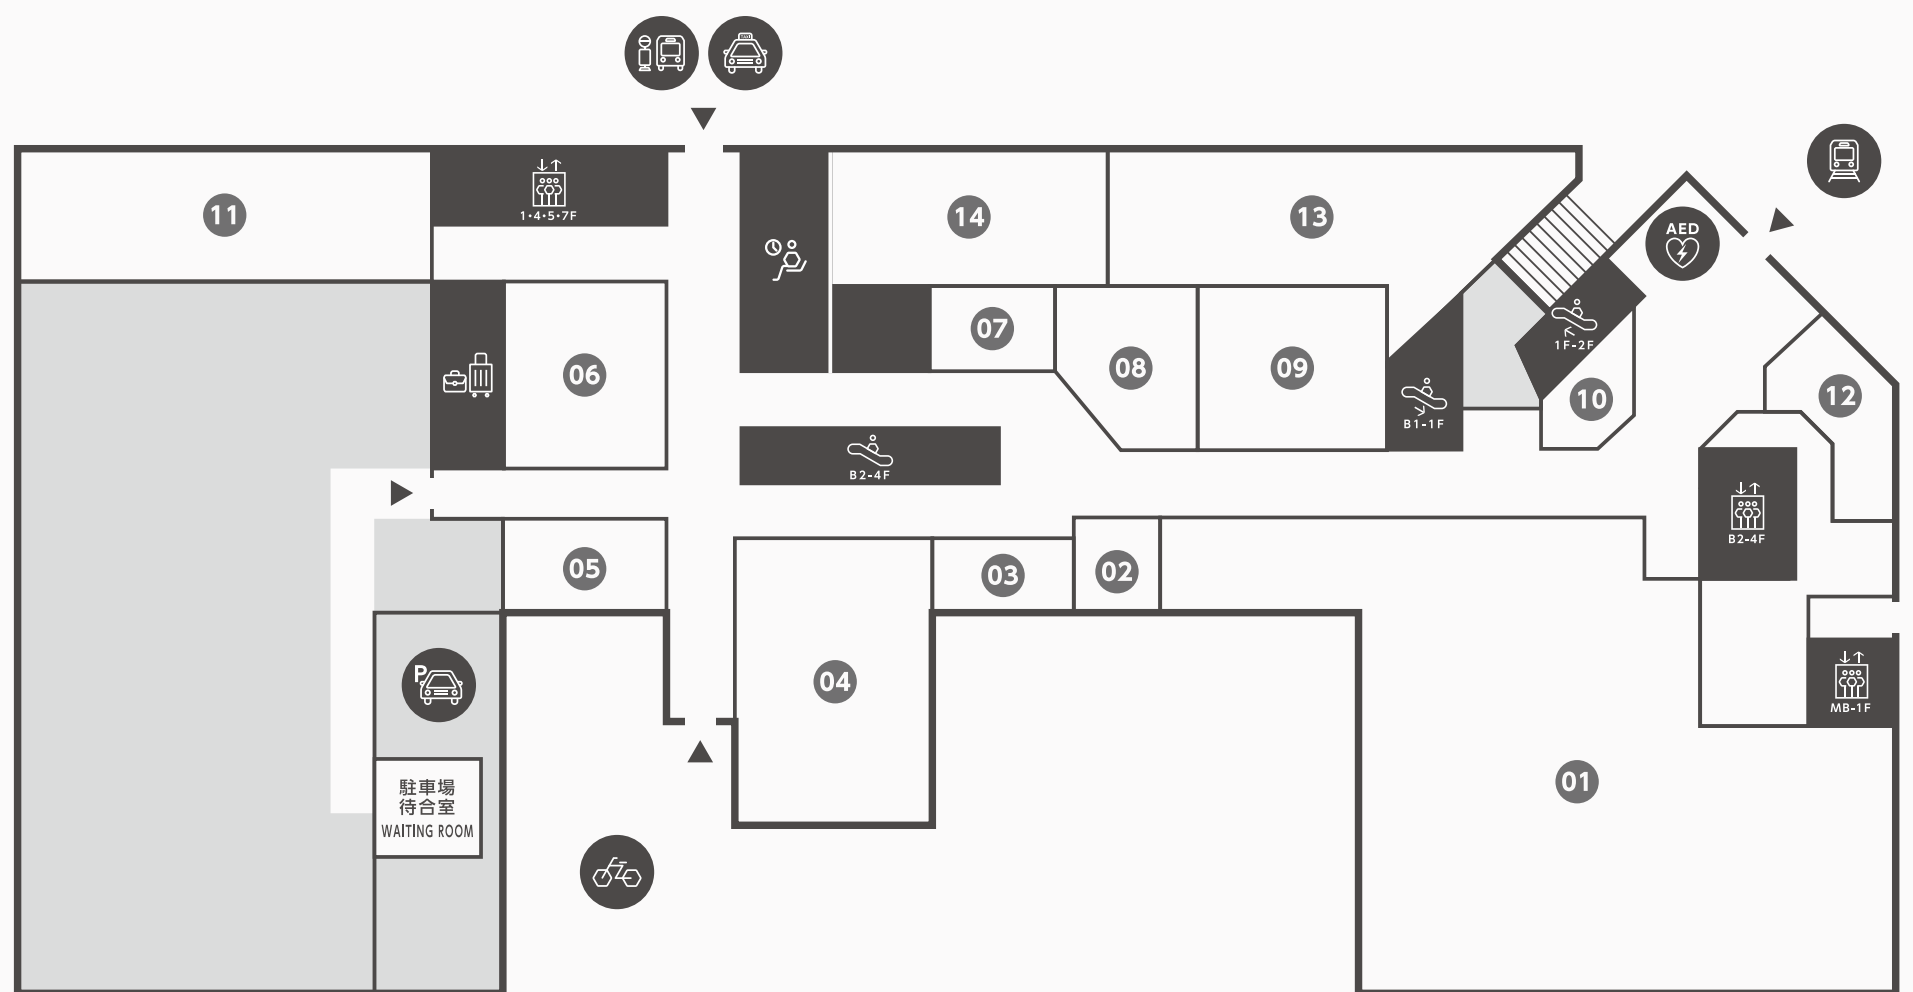 TAXI
AED
11
1·4·5·7F
14
13
07
08
09
1F-2F
06
B1-1F
10
12
B2-4F
B2-4F
05
03
02
04
P
MB-1F
01
駐車場
待合室
WAITING ROOM